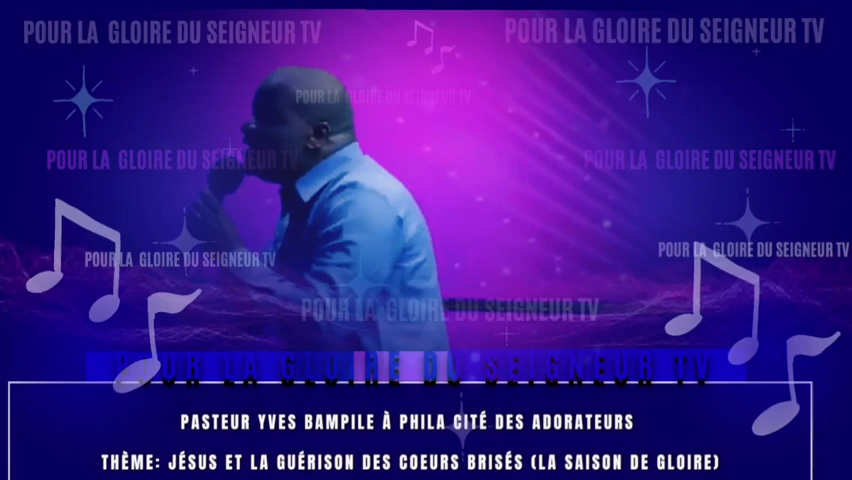 POUR LA GLOIRE DU SEIGNEUR TV
POUR LA GLOIRE DU SEIGNEUR TV
POUR LA GLOIRE DU SEIGNEUR TV
POUR LA GLOIRE DU SEIGNEUR TV
POUR LA GLOIRE DU SEIGNEUR TV
POUR LA GLOIRE DU SEIGNEUR TV
POUR LA GLOIRE DU SEIGNEUR TV
POUR LA GLOIRE DU SEIGNEUR TV
POUR LA GLOIRE DU SEIGNEUR TV
PASTEUR YVES BAMPILE À PHILA CITÉ DES ADORATEURS
THÈME: JÉSUS ET LA GUÉRISON DES COEURS BRISÉS (LA SAISON DE GLOIRE)